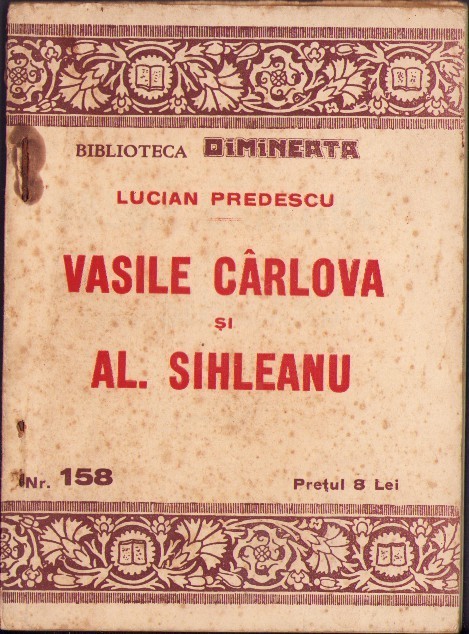 BIBLIOTECA DIMINEAȚA
LUCIAN PREDESCU
VASILE CÂRLOVA
ȘI
AL. SIHLEANU
Nr. 158
Prețul 8 Lei